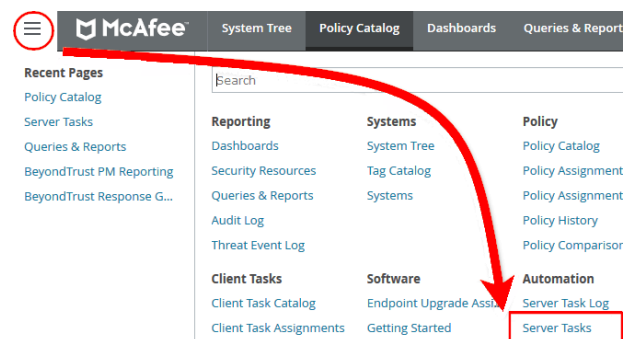 McAfee™ System Tree Policy Catalog Dashboards Queries & Report
Recent Pages
Policy Catalog
Server Tasks
Queries & Reports
BeyondTrust PM Reporting
BeyondTrust Response G...
Search
Reporting
Dashboards
Security Resources
Queries & Reports
Audit Log
Threat Event Log
Systems
System Tree
Tag Catalog
Systems
Policy
Policy Catalog
Policy Assignment
Policy Assignment
Policy History
Policy Comparison
Client Tasks
Client Task Catalog
Client Task Assignments
Software
Endpoint Upgrade Assi...
Getting Started
Automation
Server Task Log
Server Tasks